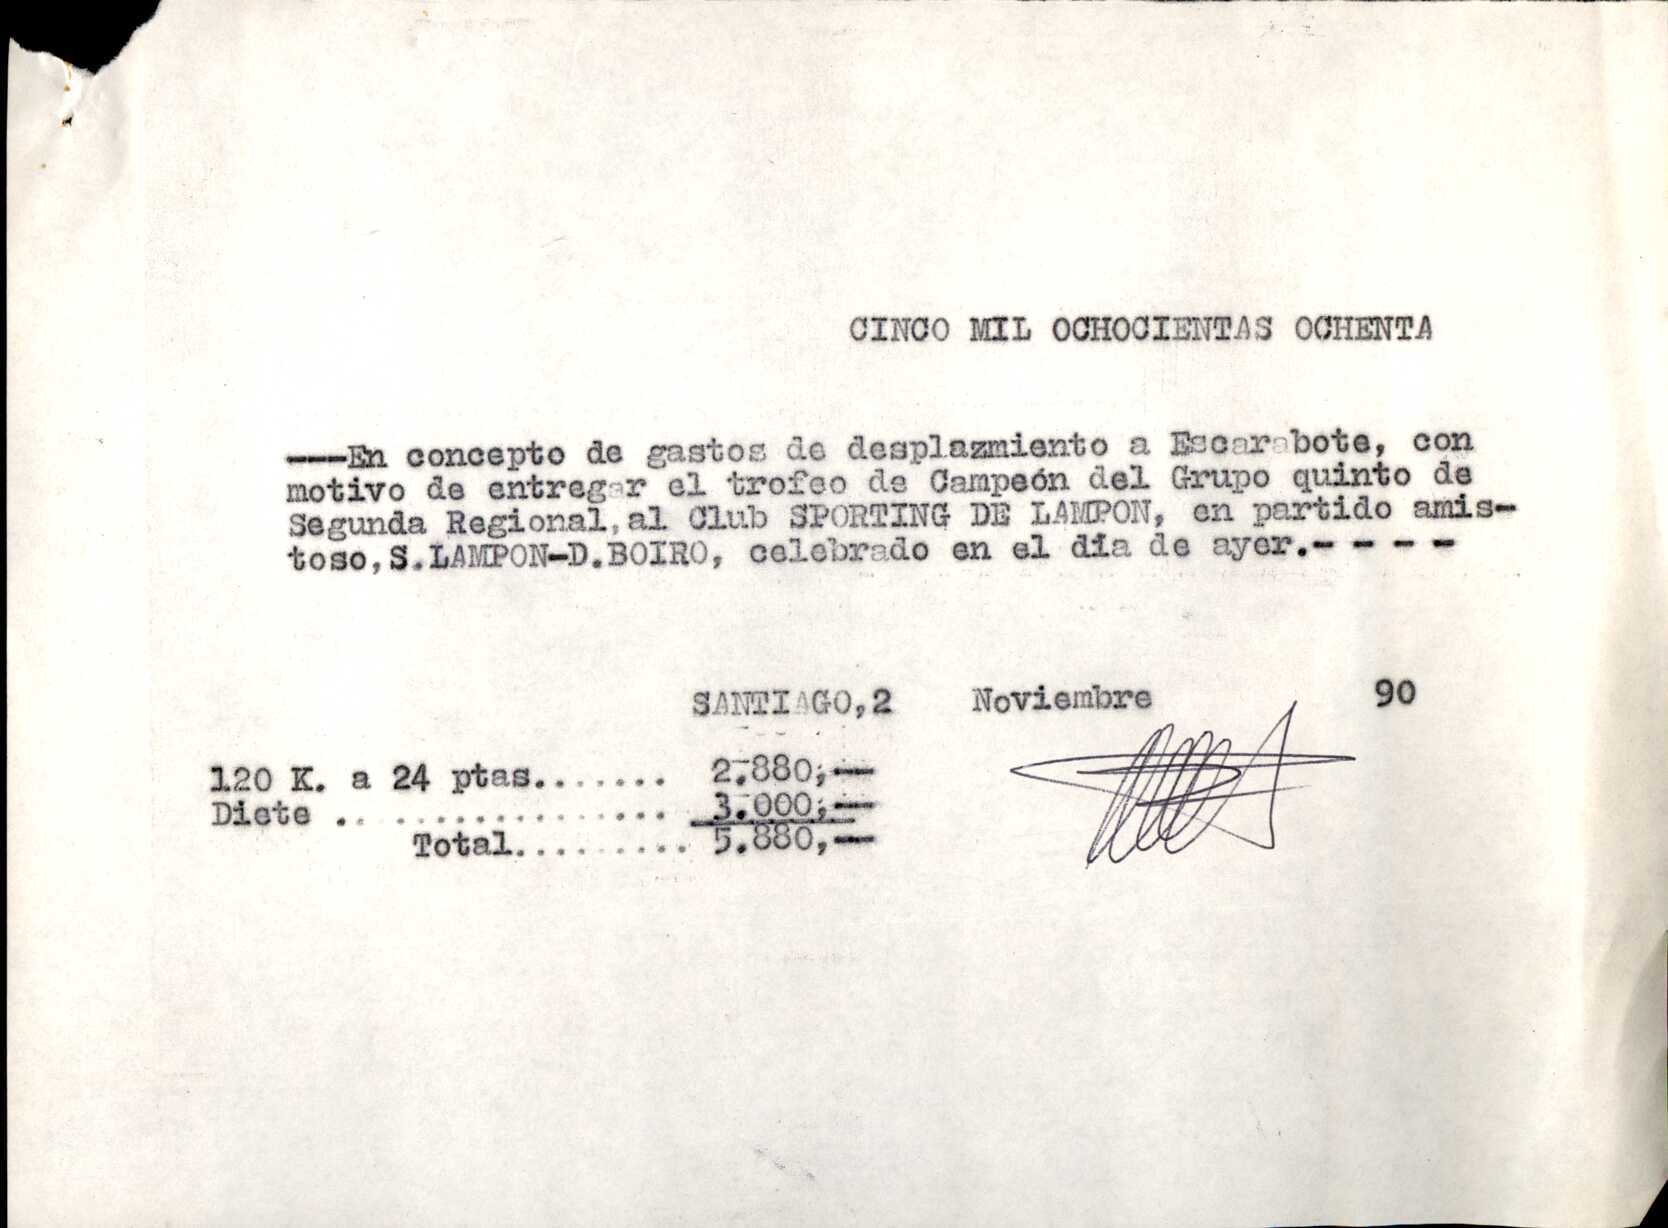 CINCO MIL OCHOCIENTAS OCHENTA
---En concepto de gastos de desplazmiento a Escarabote, con
motivo de entregar el trofeo de Campeón del Grupo quinto de
Segunda Regional, al Club SPORTING DE LAMPON, en partido amis-
toso, S.LAMPON-D.BOIRO, celebrado en el día de ayer.- - - - -
SANTIAGO,2 Noviembre 90
120 K. a 24 ptas....... 2.880,--
Diete .................. 3.000,--
Total......... 5.880,--